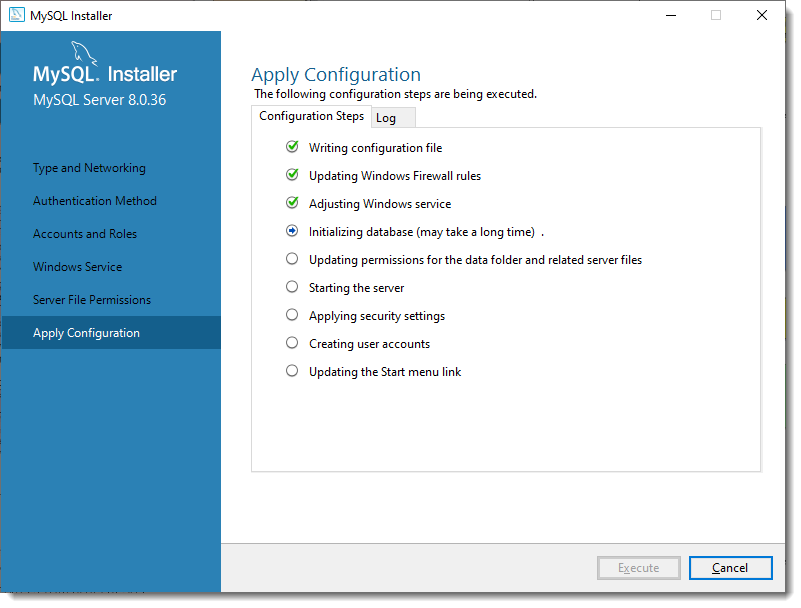 MySQL Installer
MySQL. Installer
MySQL Server 8.0.36
Type and Networking
Authentication Method
Accounts and Roles
Windows Service
Server File Permissions
Apply Configuration
Apply Configuration
The following configuration steps are being executed.
Configuration Steps
Log
Writing configuration file
Updating Windows Firewall rules
Adjusting Windows service
Initializing database (may take a long time)  .
Updating permissions for the data folder and related server files
Starting the server
Applying security settings
Creating user accounts
Updating the Start menu link
Execute
Cancel